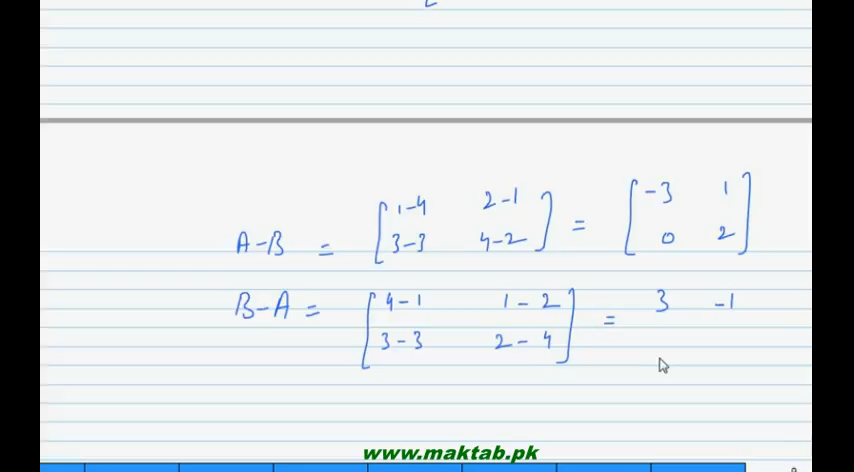 1-4 2-1 -3 1
A-B = 3-3 4-2 = 0 2
B-A = 4-1 1-2 = 3 -1
3-3 2-4
www.maktab.pk